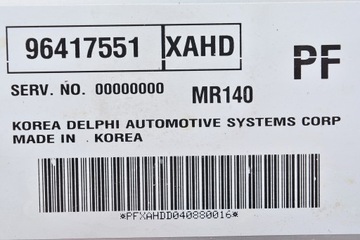 96417551 XAHD
PF
SERV. NO. 00000000 MR140
KOREA DELPHI AUTOMOTIVE SYSTEMS CORP
MADE IN . KOREA
*PFXAHDD040880016*